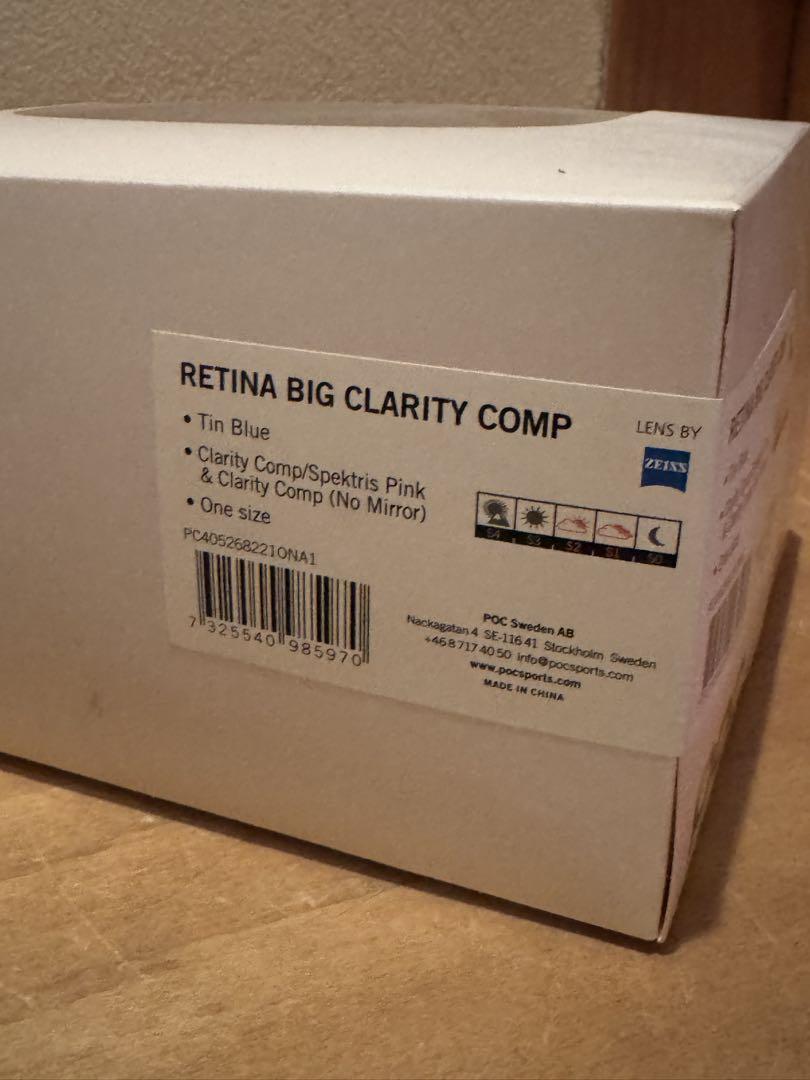 RETINA BIG CLARITY COMP
• Tin Blue
• Clarity Comp/Spektris Pink
& Clarity Comp (No Mirror)
• One size
PC405268221ONA1
7 325540 985970
LENS BY
ZEISS
S4 S3 S2 S1 S0
POC Sweden AB
Nackagatan 4 SE-116 41 Stockholm Sweden
+46 8 717 40 50 info@pocsports.com
www.pocsports.com
MADE IN CHINA